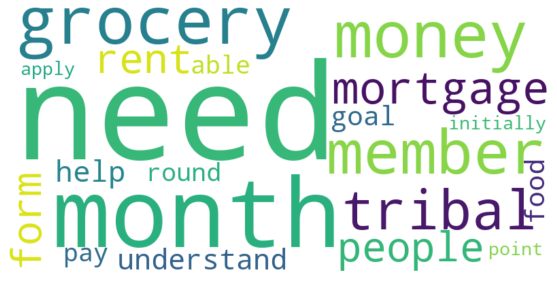 grocery money
rent able
apply
mortgage
need
goal
initially
member
help round
form
month tribal food
people
pay understand
point